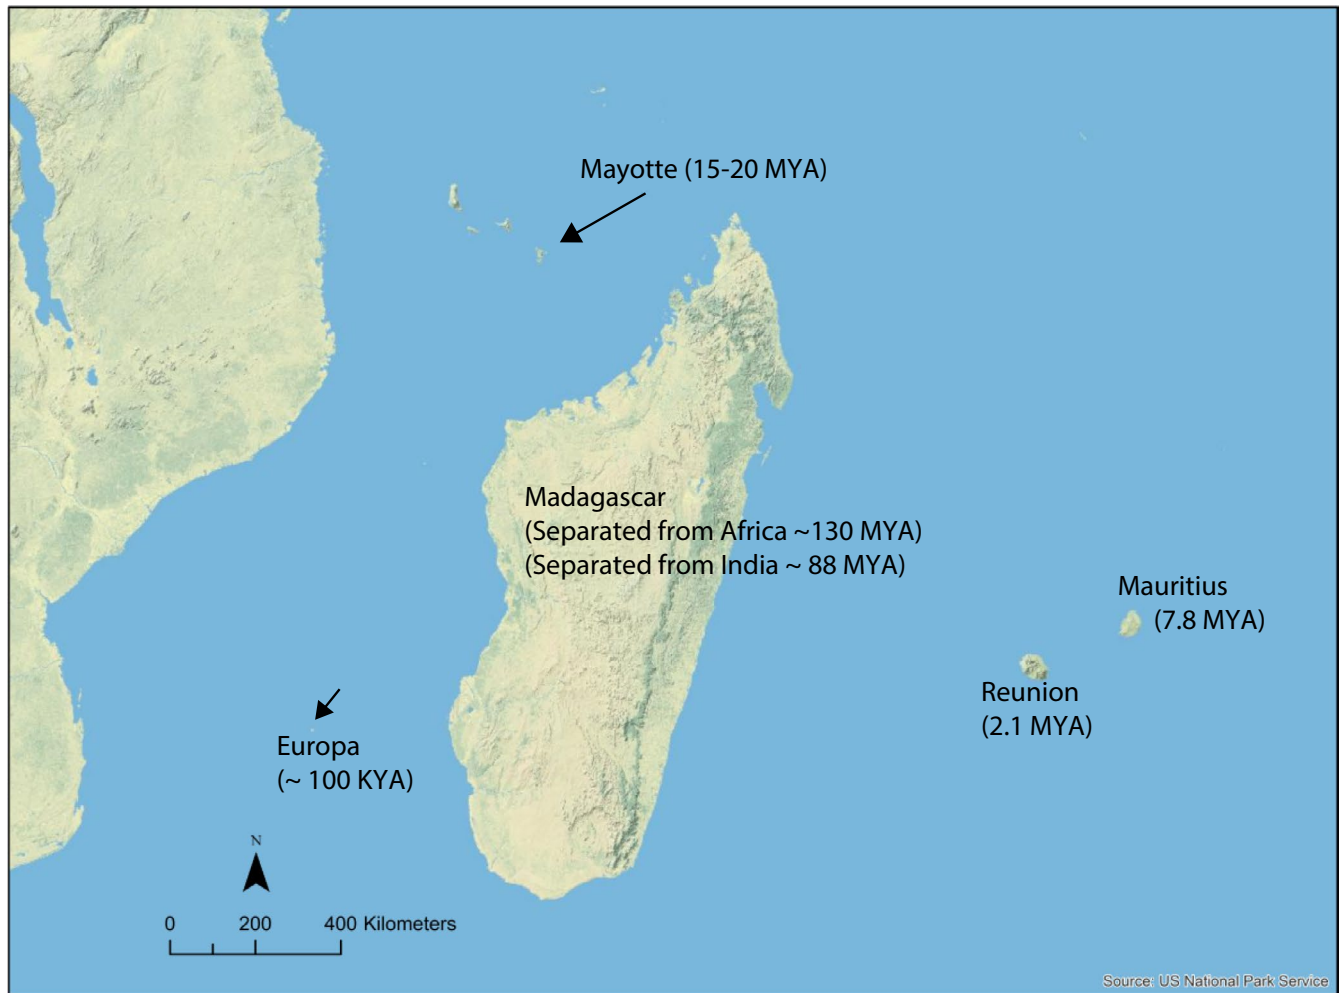 Mayotte (15-20 MYA)
Madagascar
(Separated from Africa ~130 MYA)
(Separated from India ~ 88 MYA)
Mauritius
(7.8 MYA)
Reunion
(2.1 MYA)
Europa
(~ 100 KYA)
N
0 200 400 Kilometers
Source: US National Park Service